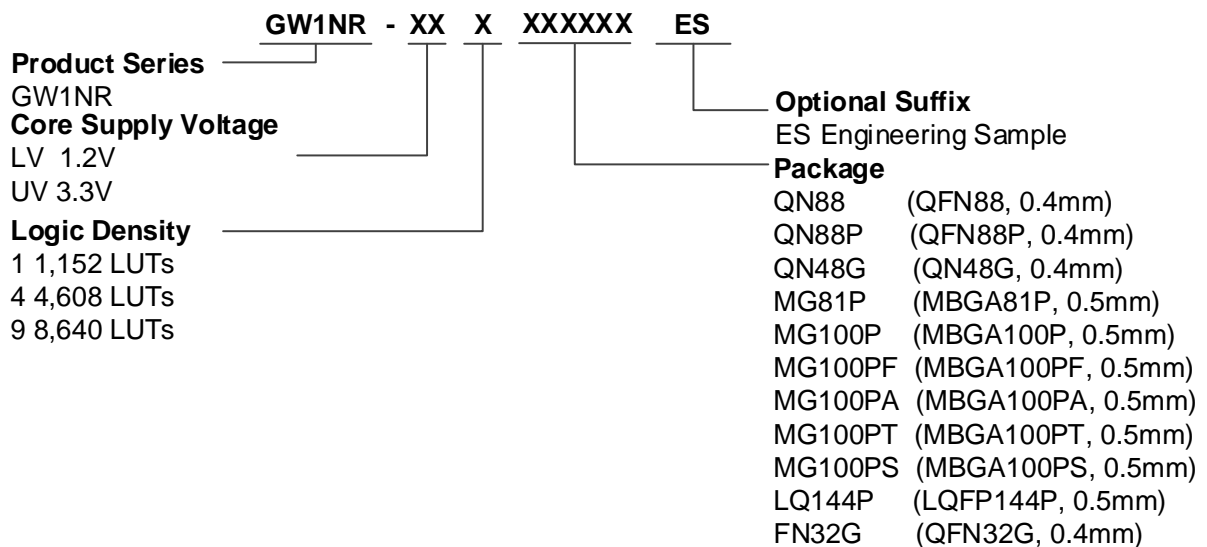 GW1NR - XX X XXXXXX ES
Product Series
GW1NR
Core Supply Voltage
LV 1.2V
UV 3.3V
Logic Density
1 1,152 LUTs
4 4,608 LUTs
9 8,640 LUTs
Optional Suffix
ES Engineering Sample
Package
QN88 (QFN88, 0.4mm)
QN88P (QFN88P, 0.4mm)
QN48G (QN48G, 0.4mm)
MG81P (MBGA81P, 0.5mm)
MG100P (MBGA100P, 0.5mm)
MG100PF (MBGA100PF, 0.5mm)
MG100PA (MBGA100PA, 0.5mm)
MG100PT (MBGA100PT, 0.5mm)
MG100PS (MBGA100PS, 0.5mm)
LQ144P (LQFP144P, 0.5mm)
FN32G (QFN32G, 0.4mm)